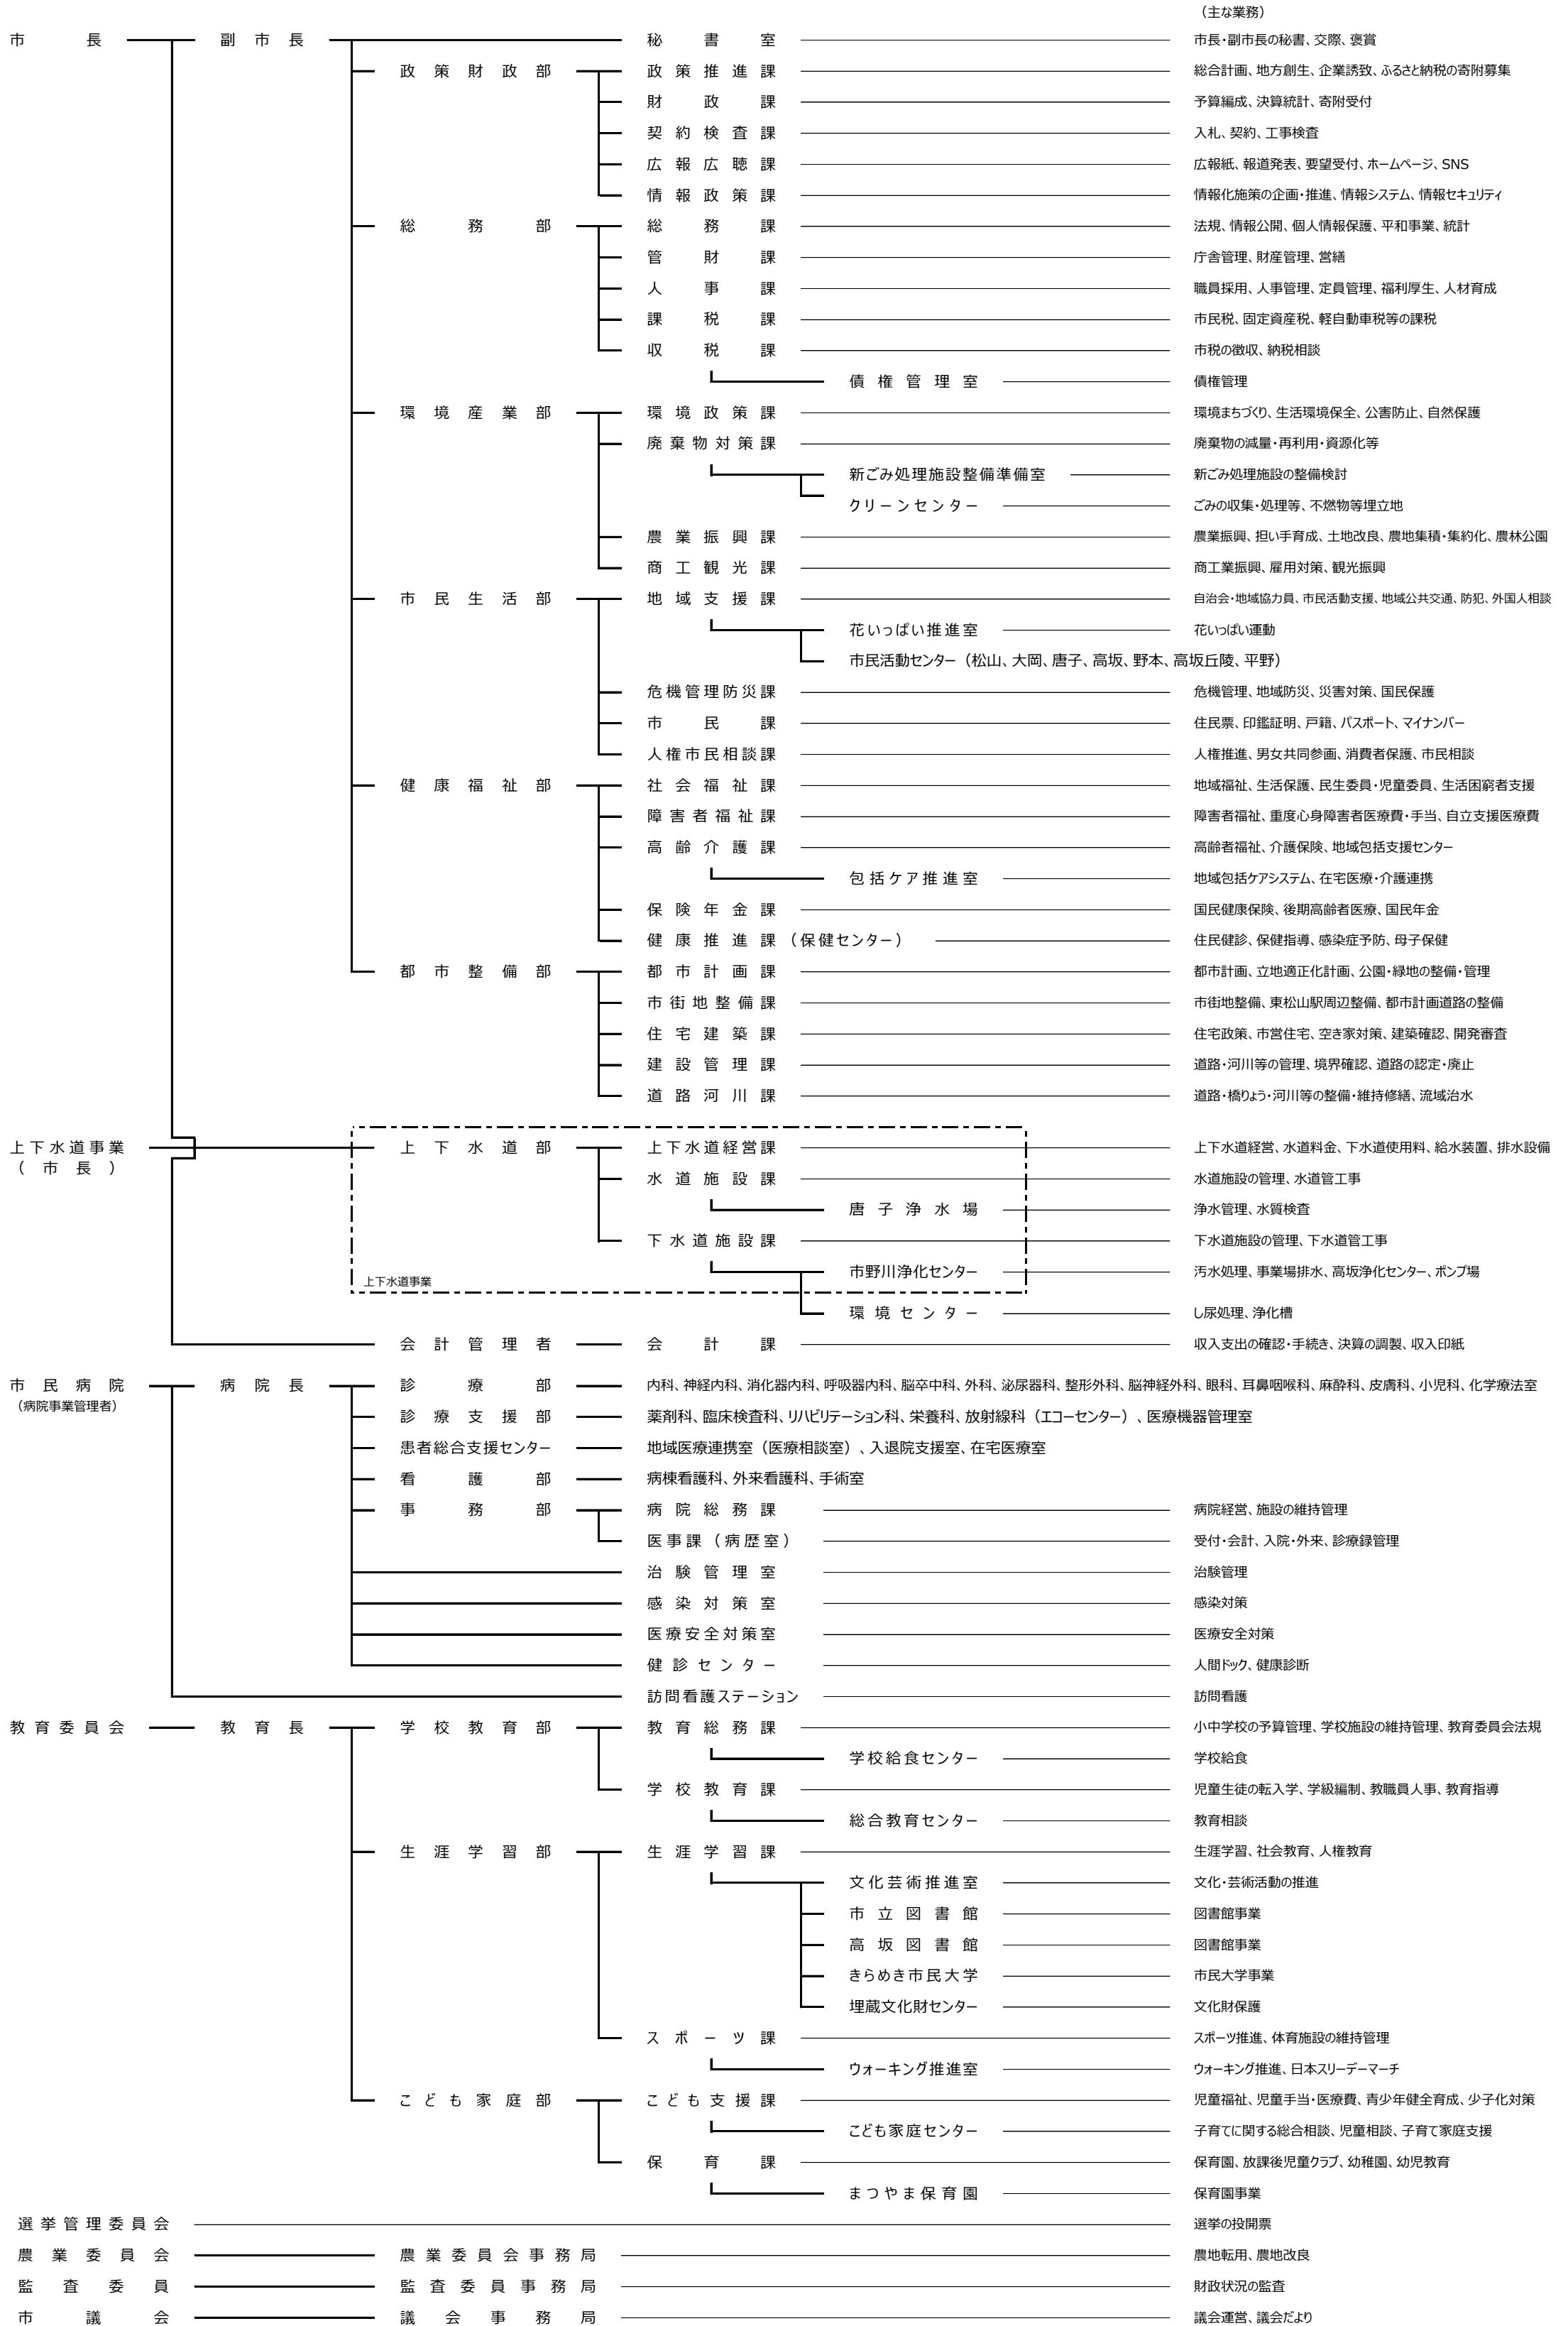 （主な業務）
市長 副市長 秘書室 市長・副市長の秘書、交際、褒賞
政策財政部 政策推進課 総合計画、地方創生、企業誘致、ふるさと納税の寄附募集
財政課 予算編成、決算統計、寄附受付
契約検査課 入札、契約、工事検査
広報広聴課 広報紙、報道発表、要望受付、ホームページ、SNS
情報政策課 情報化施策の企画・推進、情報システム、情報セキュリティ
総務部 総務課 法規、情報公開、個人情報保護、平和事業、統計
管財課 庁舎管理、財産管理、営繕
人事課 職員採用、人事管理、定員管理、福利厚生、人材育成
課税課 市民税、固定資産税、軽自動車税等の課税
収税課 市税の徴収、納税相談
債権管理室 債権管理
環境産業部 環境政策課 環境まちづくり、生活環境保全、公害防止、自然保護
廃棄物対策課 廃棄物の減量・再利用・資源化等
新ごみ処理施設整備準備室 新ごみ処理施設の整備検討
クリーンセンター ごみの収集・処理等、不燃物等埋立地
農業振興課 農業振興、担い手育成、土地改良、農地集積・集約化、農林公園
商工観光課 商工業振興、雇用対策、観光振興
市民生活部 地域支援課 自治会・地域協力員、市民活動支援、地域公共交通、防犯、外国人相談
花いっぱい推進室 花いっぱい運動
市民活動センター（松山、大岡、唐子、高坂、野本、高坂丘陵、平野）
危機管理防災課 危機管理、地域防災、災害対策、国民保護
市民課 住民票、印鑑証明、戸籍、パスポート、マイナンバー
人権市民相談課 人権推進、男女共同参画、消費者保護、市民相談
健康福祉部 社会福祉課 地域福祉、生活保護、民生委員・児童委員、生活困窮者支援
障害者福祉課 障害者福祉、重度心身障害者医療費・手当、自立支援医療費
高齢介護課 高齢者福祉、介護保険、地域包括支援センター
包括ケア推進室 地域包括ケアシステム、在宅医療・介護連携
保険年金課 国民健康保険、後期高齢者医療、国民年金
健康推進課（保健センター） 住民健診、保健指導、感染症予防、母子保健
都市整備部 都市計画課 都市計画、立地適正化計画、公園・緑地の整備・管理
市街地整備課 市街地整備、東松山駅周辺整備、都市計画道路の整備
住宅建築課 住宅政策、市営住宅、空き家対策、建築確認、開発審査
建設管理課 道路・河川等の管理、境界確認、道路の認定・廃止
道路河川課 道路・橋りょう・河川等の整備・維持修繕、流域治水
上下水道事業 上下水道部 上下水道経営課 上下水道経営、水道料金、下水道使用料、給水装置、排水設備
（市長）
水道施設課 水道施設の管理、水道管工事
唐子浄水場 浄水管理、水質検査
下水道施設課 下水道施設の管理、下水道管工事
市野川浄化センター 汚水処理、事業場排水、高坂浄化センター、ポンプ場
上下水道事業
環境センター し尿処理、浄化槽
会計管理者 会計課 収入支出の確認・手続き、決算の調製、収入印紙
市民病院 病院長 診療部 内科、神経内科、消化器内科、呼吸器内科、脳卒中科、外科、泌尿器科、整形外科、脳神経外科、眼科、耳鼻咽喉科、麻酔科、皮膚科、小児科、化学療法室
（病院事業管理者）
診療支援部 薬剤科、臨床検査科、リハビリテーション科、栄養科、放射線科（エコーセンター）、医療機器管理室
患者総合支援センター 地域医療連携室（医療相談室）、入退院支援室、在宅医療室
看護部 病棟看護科、外来看護科、手術室
事務部 病院総務課 病院経営、施設の維持管理
医事課（病歴室） 受付・会計、入院・外来、診療録管理
治験管理室 治験管理
感染対策室 感染対策
医療安全対策室 医療安全対策
健診センター 人間ドック、健康診断
訪問看護ステーション 訪問看護
教育委員会 教育長 学校教育部 教育総務課 小中学校の予算管理、学校施設の維持管理、教育委員会法規
学校給食センター 学校給食
学校教育課 児童生徒の転入学、学級編制、教職員人事、教育指導
総合教育センター 教育相談
生涯学習部 生涯学習課 生涯学習、社会教育、人権教育
文化芸術推進室 文化・芸術活動の推進
市立図書館 図書館事業
高坂図書館 図書館事業
きらめき市民大学 市民大学事業
埋蔵文化財センター 文化財保護
スポーツ課 スポーツ推進、体育施設の維持管理
ウォーキング推進室 ウォーキング推進、日本スリーデーマーチ
こども家庭部 こども支援課 児童福祉、児童手当・医療費、青少年健全育成、少子化対策
こども家庭センター 子育てに関する総合相談、児童相談、子育て家庭支援
保育課 保育園、放課後児童クラブ、幼稚園、幼児教育
まつやま保育園 保育園事業
選挙管理委員会 選挙の投開票
農業委員会 農業委員会事務局 農地転用、農地改良
監査委員 監査委員事務局 財政状況の監査
市議会 議会事務局 議会運営、議会だより